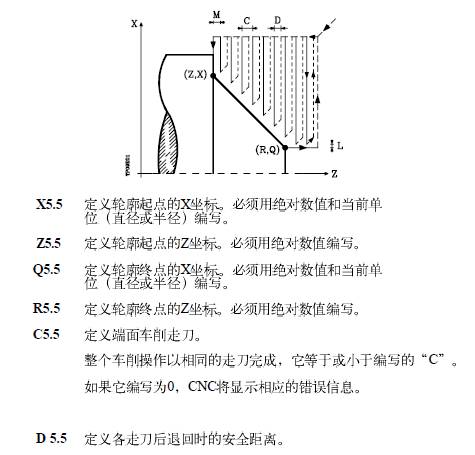 M C D
X
(Z,X)
(R,Q)
L
Z
X5.5 定义轮廓起点的X坐标。必须用绝对数值和当前单
位（直径或半径）编写。
Z5.5 定义轮廓起点的Z坐标。必须用绝对数值编写。
Q5.5 定义轮廓终点的X坐标。必须用绝对数值和当前单
位（直径或半径）编写。
R5.5 定义轮廓终点的Z坐标。必须用绝对数值编写。
C5.5 定义端面车削走刀。
整个车削操作以相同的走刀完成，它等于或小于编写的“C”。
如果它编写为0，CNC将显示相应的错误信息。
D 5.5 定义各走刀后退回时的安全距离。